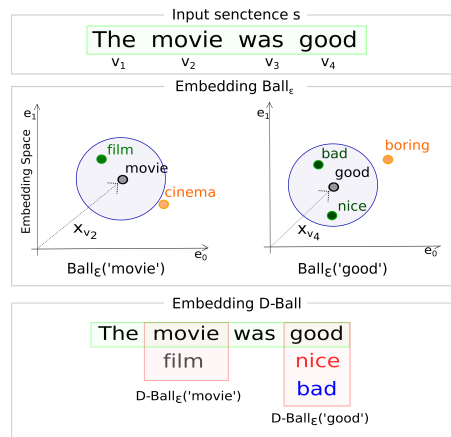 Input senctence s
The movie was good
v1 v2 v3 v4
Embedding Ballε
e1
e1
Embedding Space
film
movie
cinema
xv2
e0
Ballε('movie')
bad
boring
good
nice
xv4
e0
Ballε('good')
Embedding D-Ball
The movie was good
film nice
bad
D-Ballε('movie')
D-Ballε('good')